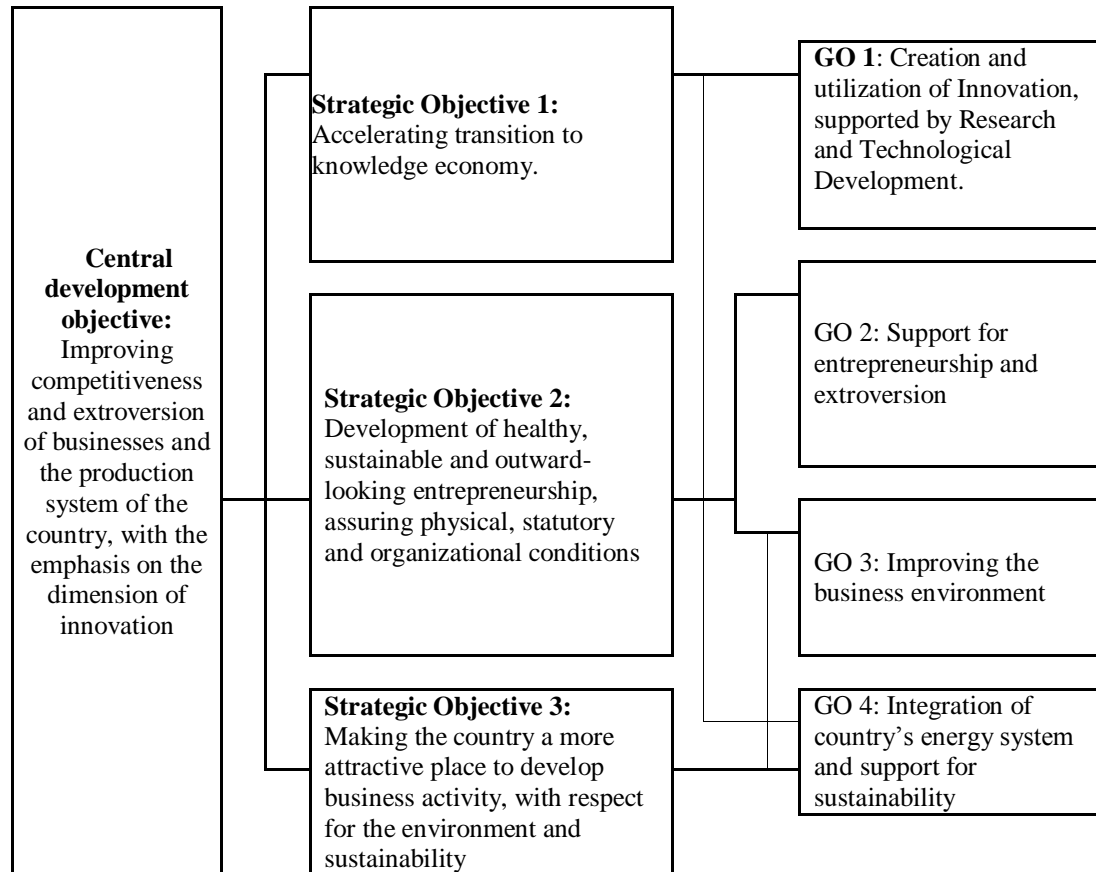 Central
development
objective:
Improving
competitiveness
and extroversion
of businesses and
the production
system of the
country, with the
emphasis on the
dimension of
innovation
Strategic Objective 1:
Accelerating transition to
knowledge economy.
Strategic Objective 2:
Development of healthy,
sustainable and outward-
looking entrepreneurship,
assuring physical, statutory
and organizational conditions
Strategic Objective 3:
Making the country a more
attractive place to develop
business activity, with respect
for the environment and
sustainability
GO 1: Creation and
utilization of Innovation,
supported by Research
and Technological
Development.
GO 2: Support for
entrepreneurship and
extroversion
GO 3: Improving the
business environment
GO 4: Integration of
country’s energy system
and support for
sustainability